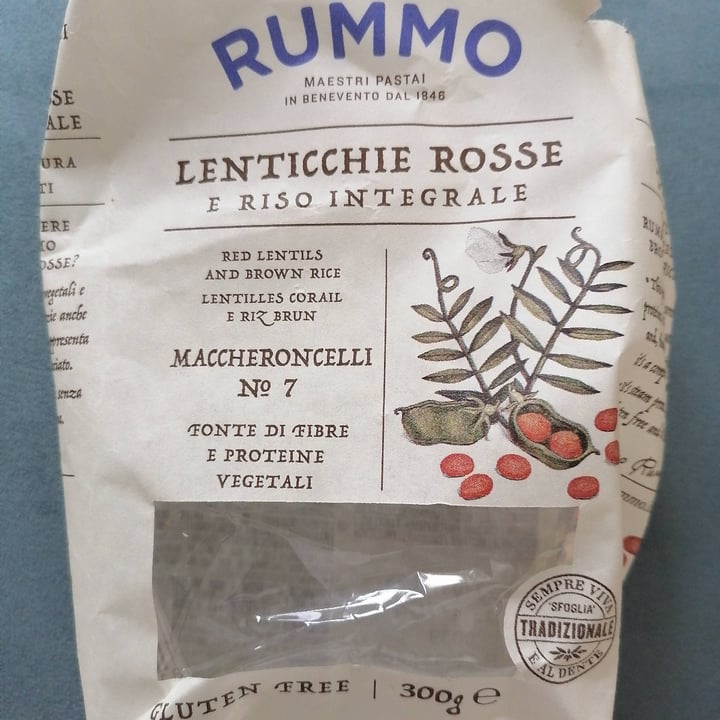 RUMMO
MAESTRI PASTAI
IN BENEVENTO DAL 1846
LENTICCHIE ROSSE
E RISO INTEGRALE
RED LENTILS
AND BROWN RICE
LENTILLES CORAIL
E RIZ BRUN
MACCHERONCELLI
Nº 7
FONTE DI FIBRE
E PROTEINE
VEGETALI
SEMPRE VIVA
'SFOGLIA'
TRADIZIONALE
E AL DENTE
GLUTEN FREE | 300g e